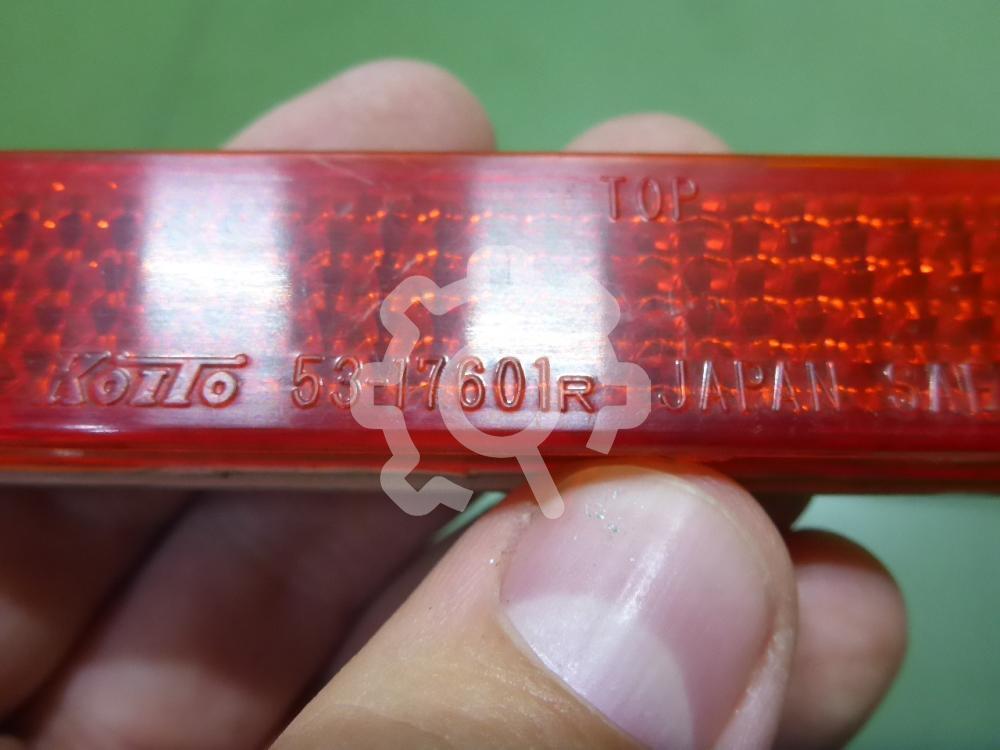 TOP
KOITO 53-17601R JAPAN